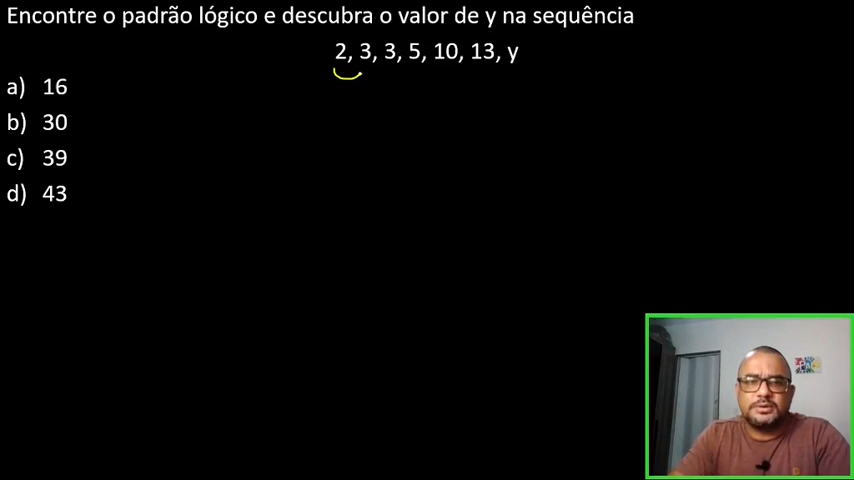 Encontre o padrão lógico e descubra o valor de y na sequência
2, 3, 3, 5, 10, 13, y
a) 16
b) 30
c) 39
d) 43